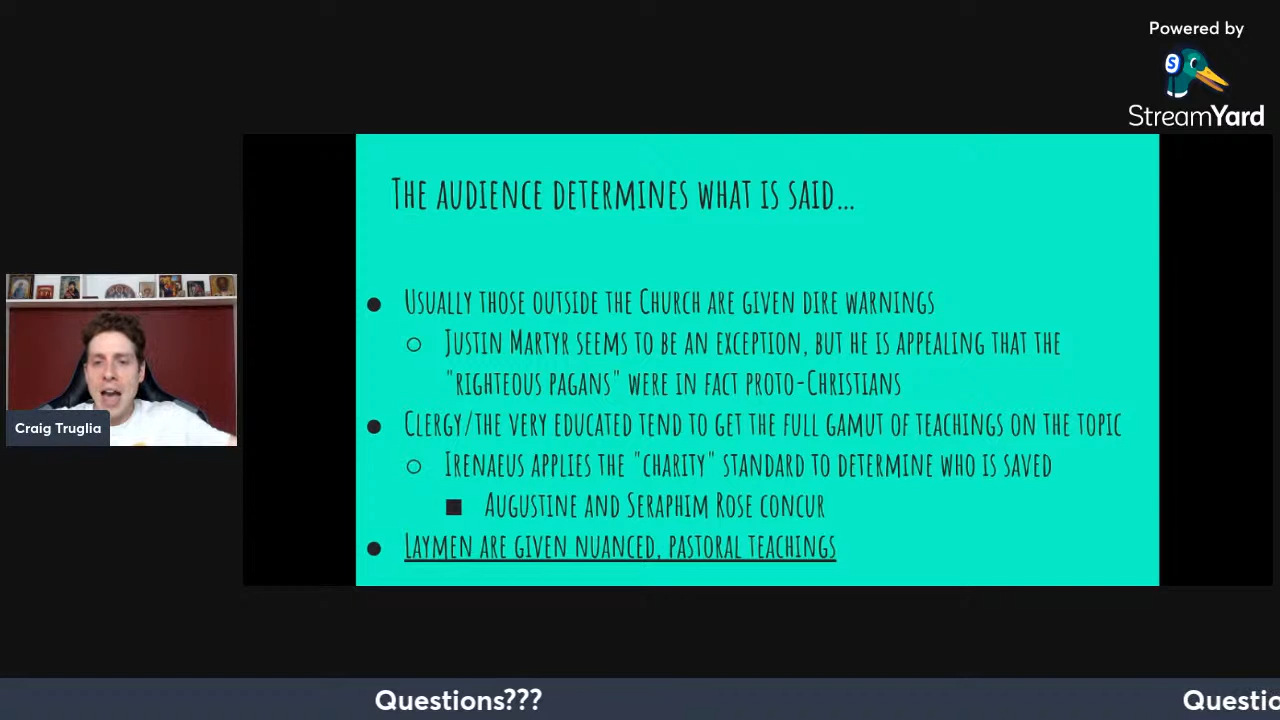 Powered by
StreamYard
The audience determines what is said...
● Usually those outside the Church are given dire warnings
○ Justin Martyr seems to be an exception, but he is appealing that the
"righteous pagans" were in fact proto-Christians
● Clergy/the very educated tend to get the full gamut of teachings on the topic
○ Irenaeus applies the "charity" standard to determine who is saved
■ Augustine and Seraphim Rose concur
● Laymen are given nuanced, pastoral teachings
Craig Truglia
Questions???
Questio